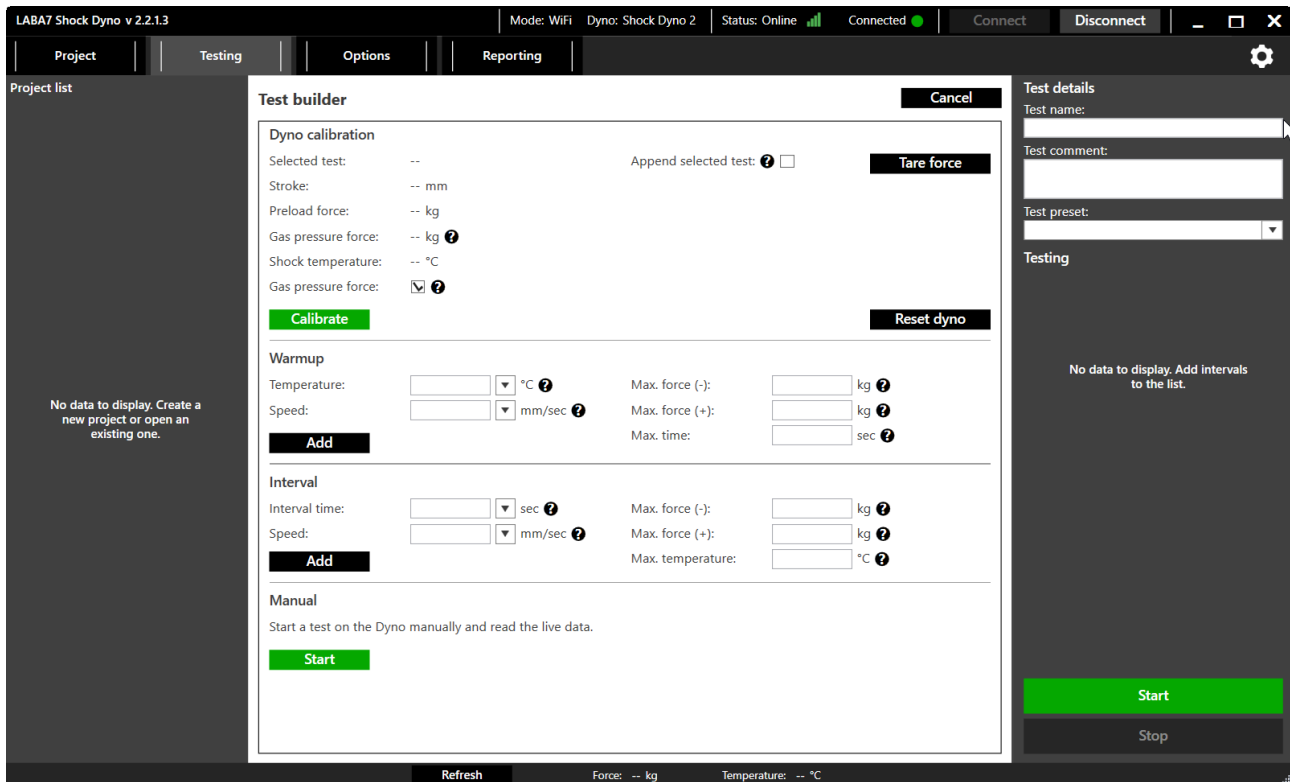 LABA7 Shock Dyno v 2.2.1.3 Mode: WiFi Dyno: Shock Dyno 2 Status: Online Connected Connect Disconnect
Project Testing Options Reporting
Project list
No data to display. Create a
new project or open an
existing one.
Test builder Cancel
Dyno calibration
Selected test: -- Append selected test: ? Tare force
Stroke: -- mm
Preload force: -- kg
Gas pressure force: -- kg ?
Shock temperature: -- °C
Gas pressure force: ?
Calibrate Reset dyno
Warmup
Temperature: °C ? Max. force (-): kg ?
Speed: mm/sec ? Max. force (+): kg ?
Max. time: sec ?
Add
Interval
Interval time: sec ? Max. force (-): kg ?
Speed: mm/sec ? Max. force (+): kg ?
Add Max. temperature: °C ?
Manual
Start a test on the Dyno manually and read the live data.
Start
Test details
Test name:
Test comment:
Test preset:
Testing
No data to display. Add intervals
to the list.
Start
Stop
Refresh Force: -- kg Temperature: -- °C